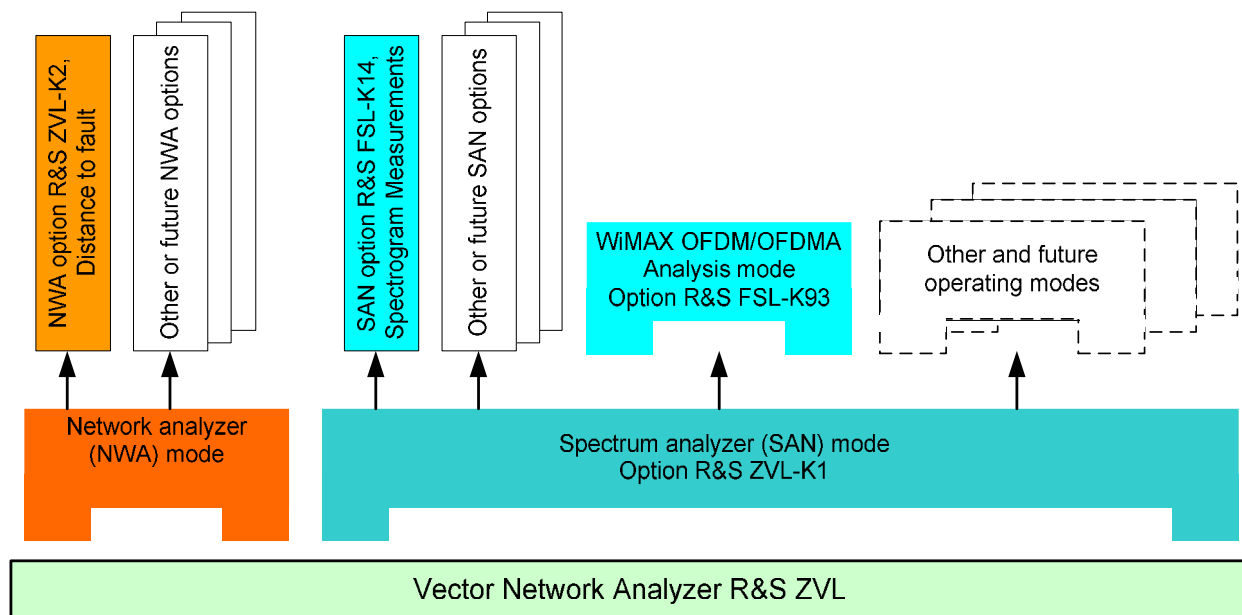 NWA option R&S ZVL-K2,
Distance to fault
Other or future NWA options
SAN option R&S FSL-K14,
Spectrogram Measurements
Other or future SAN options
WiMAX OFDM/OFDMA
Analysis mode
Option R&S FSL-K93
Other and future
operating modes
Network analyzer
(NWA) mode
Spectrum analyzer (SAN) mode
Option R&S ZVL-K1
Vector Network Analyzer R&S ZVL